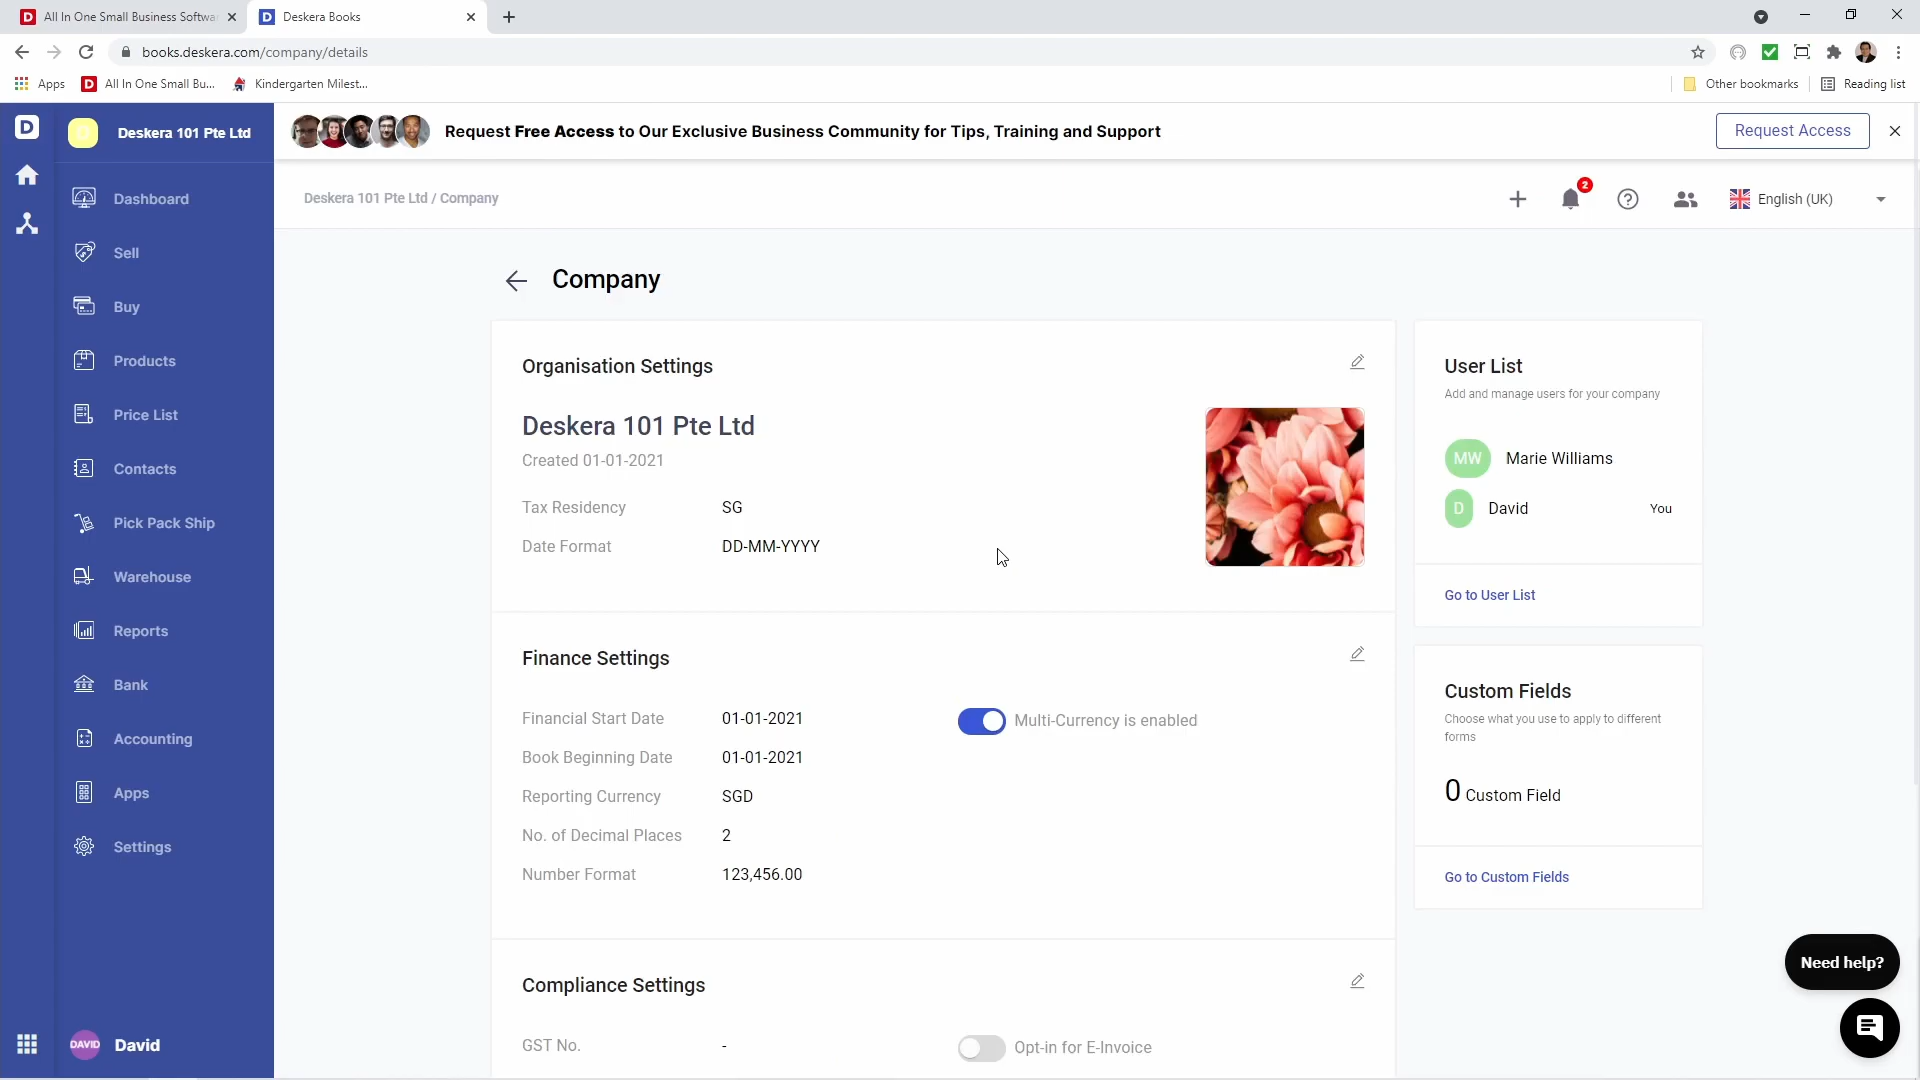 All In One Small Business Softwa
Deskera Books
books.deskera.com/company/details
Apps
All In One Small Bu...
Kindergarten Milest...
Other bookmarks
Reading list
Deskera 101 Pte Ltd
Request Free Access to Our Exclusive Business Community for Tips, Training and Support
Request Access
Dashboard
Sell
Buy
Products
Price List
Contacts
Pick Pack Ship
Warehouse
Reports
Bank
Accounting
Apps
Settings
DAVID
David
Deskera 101 Pte Ltd / Company
2
English (UK)
Company
Organisation Settings
Deskera 101 Pte Ltd
Created 01-01-2021
Tax Residency SG
Date Format DD-MM-YYYY
Finance Settings
Financial Start Date 01-01-2021
Multi-Currency is enabled
Book Beginning Date 01-01-2021
Reporting Currency SGD
No. of Decimal Places 2
Number Format 123,456.00
Compliance Settings
GST No. -
Opt-in for E-Invoice
User List
Add and manage users for your company
MW Marie Williams
D David You
Go to User List
Custom Fields
Choose what you use to apply to different
forms
0 Custom Field
Go to Custom Fields
Need help?